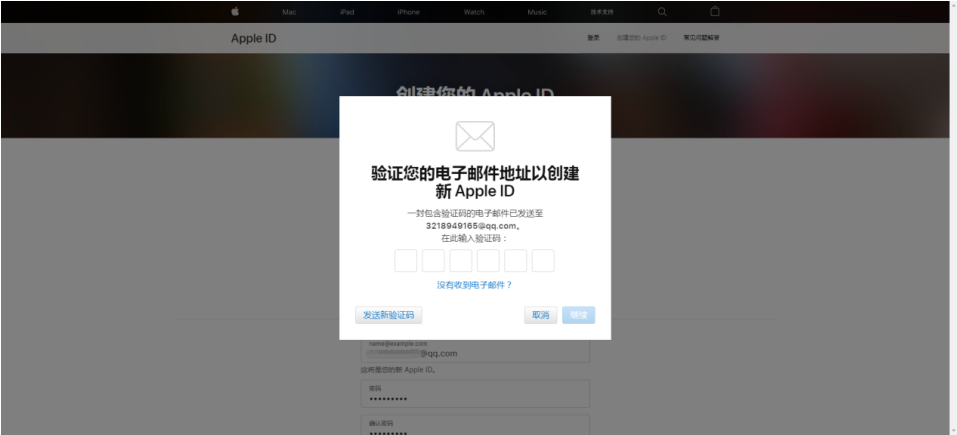 Mac iPad iPhone Watch Music 技术支持
Apple ID
登录 创建您的 Apple ID 常见问题解答
创建您的 Apple ID
验证您的电子邮件地址以创建
新 Apple ID
一封包含验证码的电子邮件已发送至
3218949165@qq.com。
在此输入验证码：
没有收到电子邮件？
发送新验证码 取消 继续
name@example.com
@qq.com
这将是您的新 Apple ID。
密码
•••••••••
确认密码
•••••••••